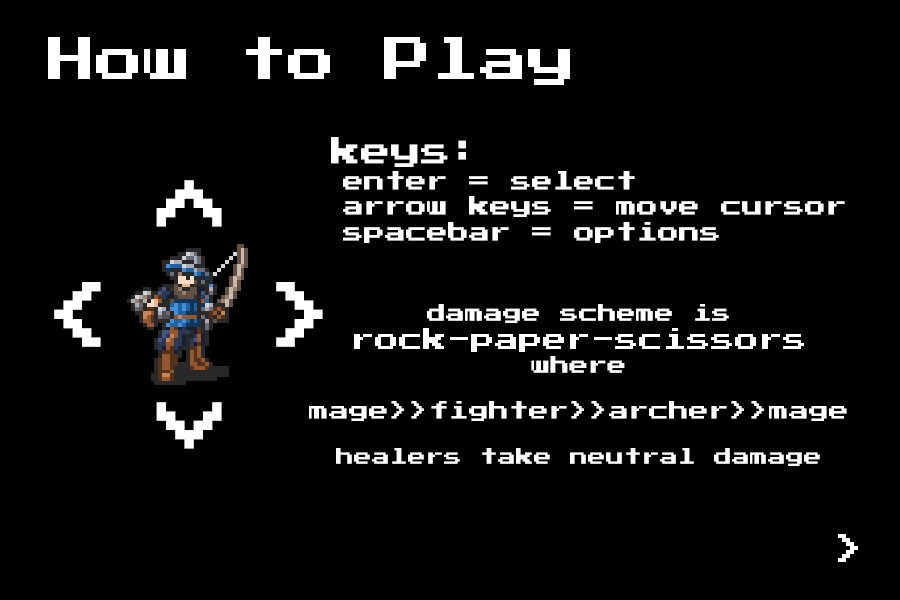 How to Play
keys:
enter = select
arrow keys = move cursor
spacebar = options
damage scheme is
rock-paper-scissors
where
mage>>fighter>>archer>>mage
healers take neutral damage